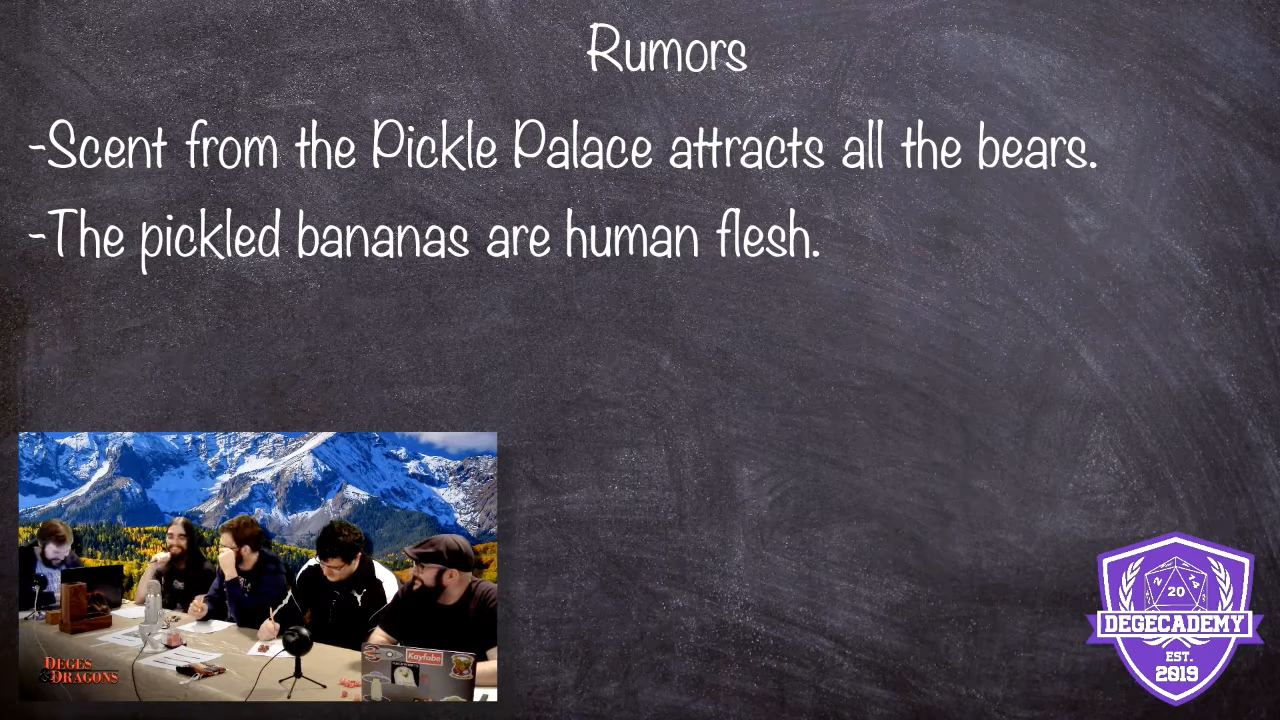 Rumors
-Scent from the Pickle Palace attracts all the bears.
-The pickled bananas are human flesh.
Kayfabe
DEGES
& DRAGONS
20
DEGECADEMY
EST.
2019